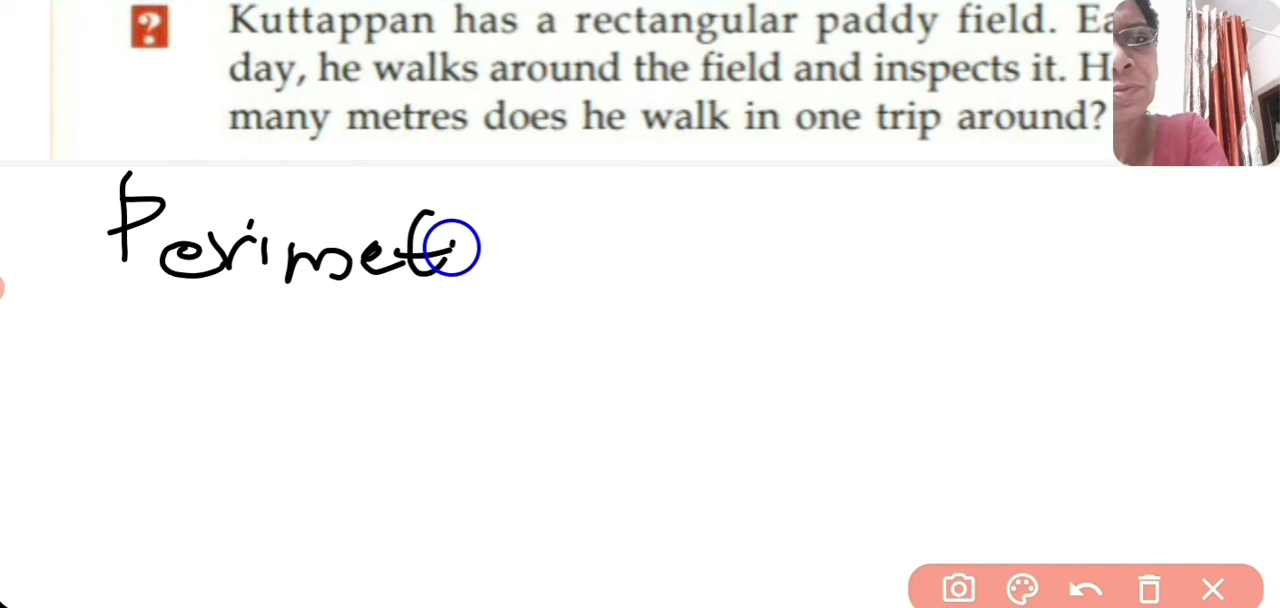 ? Kuttappan has a rectangular paddy field. Ea
day, he walks around the field and inspects it. H
many metres does he walk in one trip around?
Perimet